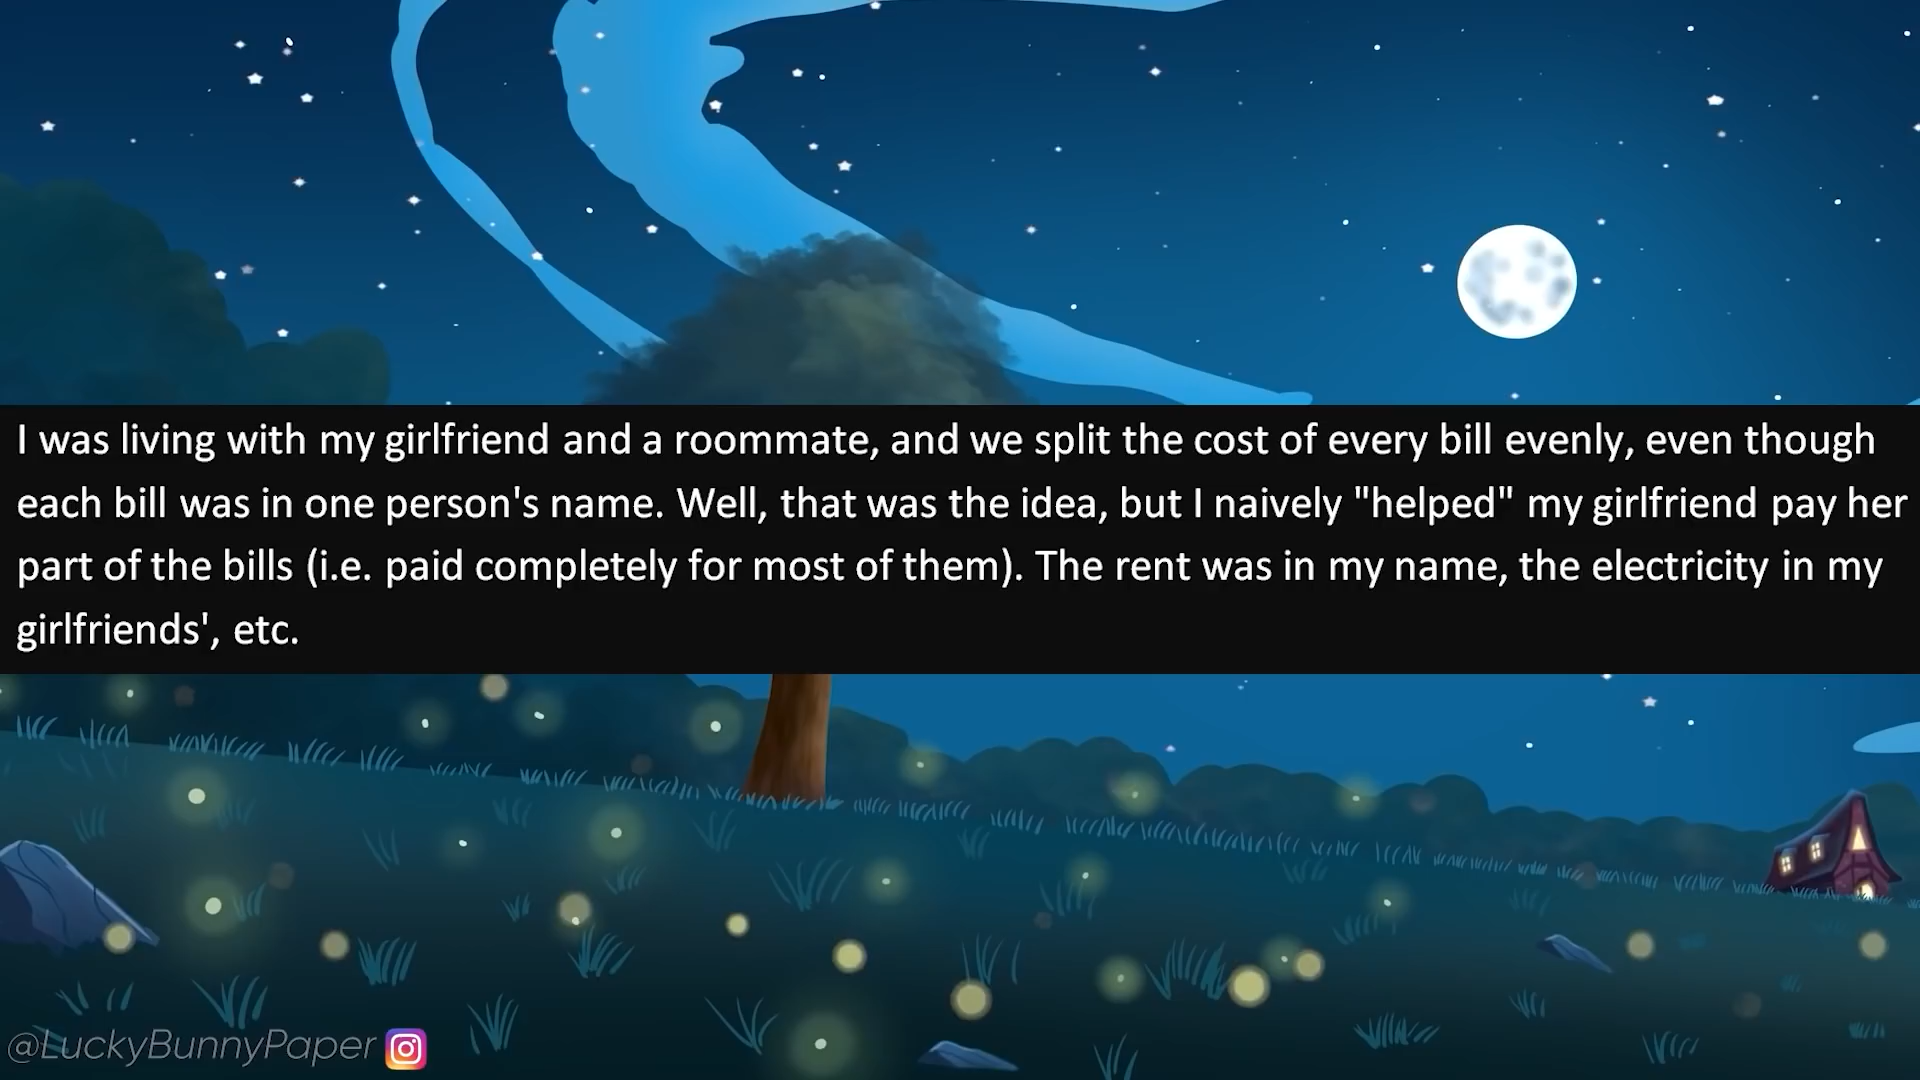 I was living with my girlfriend and a roommate, and we split the cost of every bill evenly, even though
each bill was in one person's name. Well, that was the idea, but I naively "helped" my girlfriend pay her
part of the bills (i.e. paid completely for most of them). The rent was in my name, the electricity in my
girlfriends', etc.
@LuckyBunnyPaper